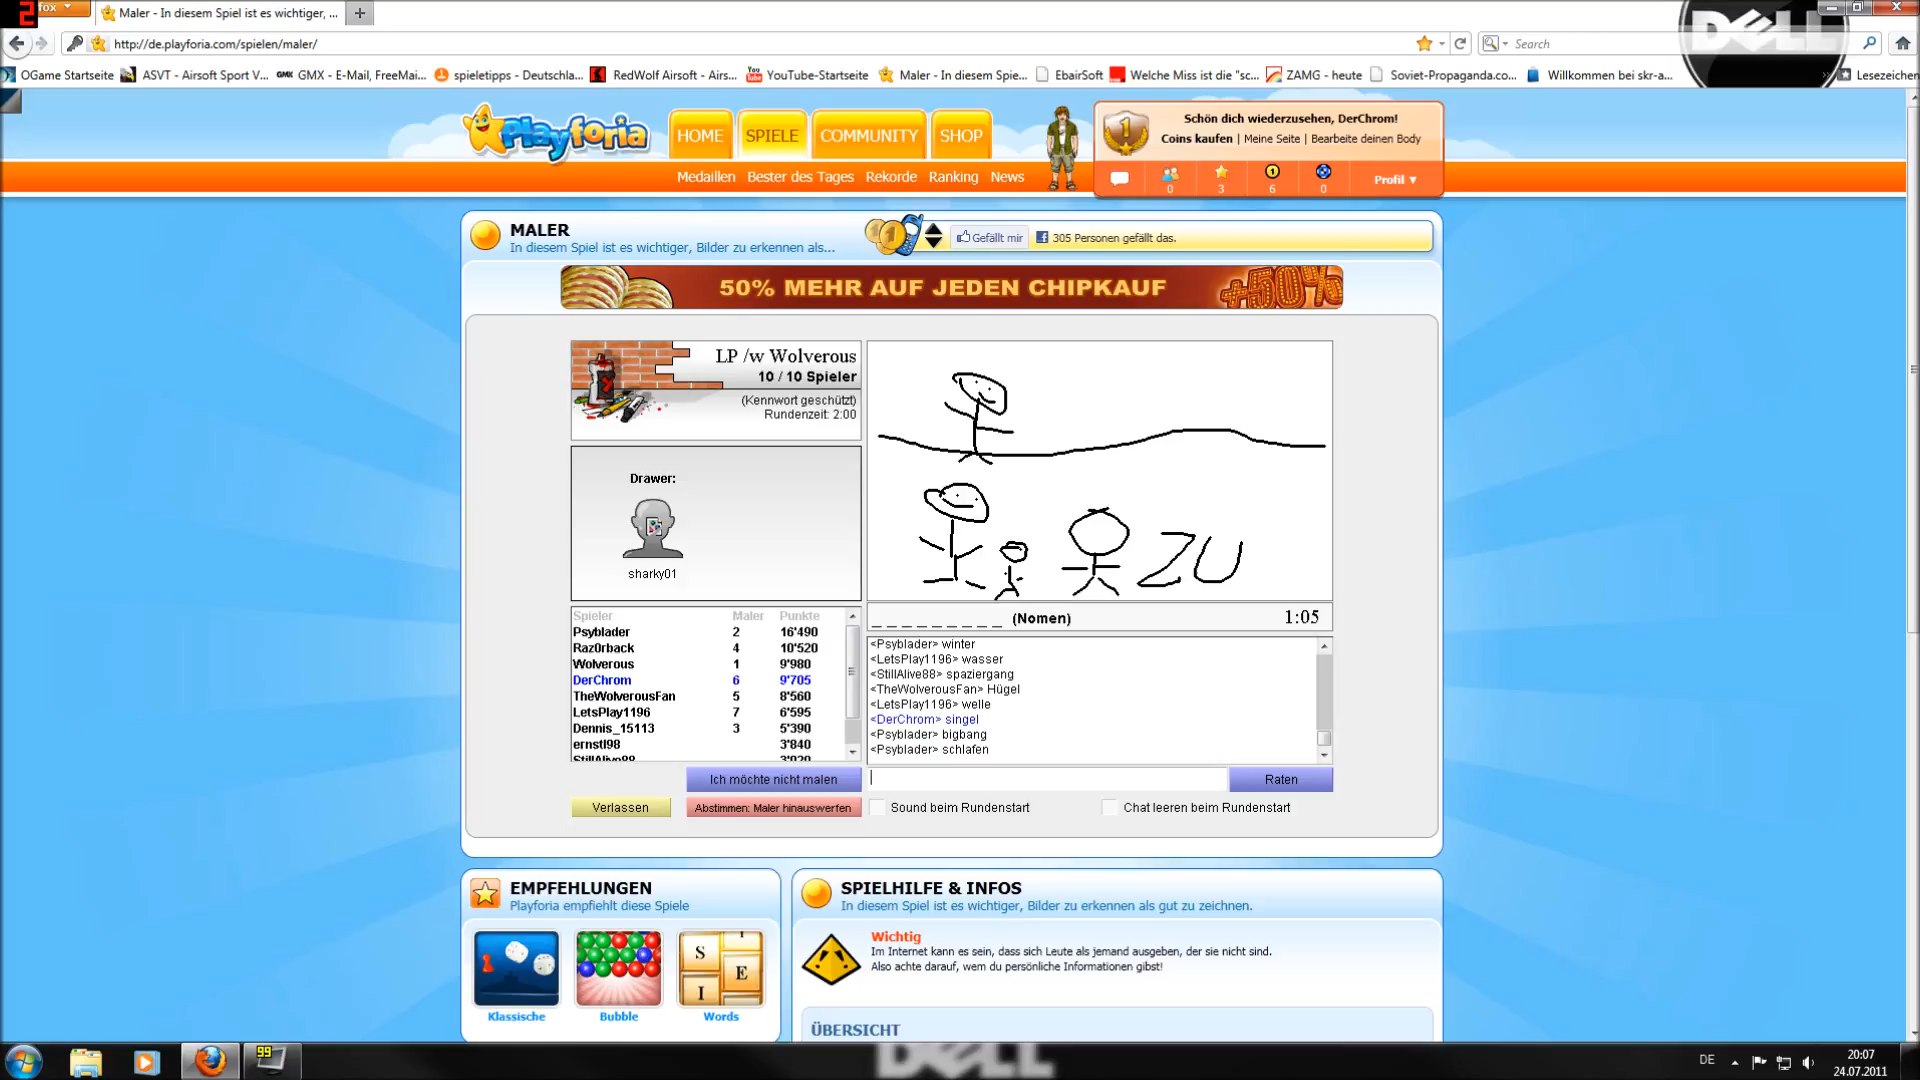 2
fox
Maler - In diesem Spiel ist es wichtiger, ...
DELL
http://de.playforia.com/spielen/maler/
Search
OGame Startseite
ASVT - Airsoft Sport V...
GMX - E-Mail, FreeMai...
spieletipps - Deutschla...
RedWolf Airsoft - Airs...
YouTube-Startseite
Maler - In diesem Spie...
EbairSoft
Welche Miss ist die "sc...
ZAMG - heute
Soviet-Propaganda.co...
Willkommen bei skr-a...
Lesezeichen
Playforia
HOME
SPIELE
COMMUNITY
SHOP
Schön dich wiederzusehen, DerChrom!
Coins kaufen | Meine Seite | Bearbeite deinen Body
Medaillen Bester des Tages Rekorde Ranking News
0 3 6 0
Profil ▼
MALER
In diesem Spiel ist es wichtiger, Bilder zu erkennen als...
Gefällt mir
305 Personen gefällt das.
50% MEHR AUF JEDEN CHIPKAUF
+50%
LP /w Wolverous
10 / 10 Spieler
(Kennwort geschützt)
Rundenzeit: 2:00
Drawer:
sharky01
ZU
_ _ _ _ _ _ _ _ _ _ (Nomen) 1:05
Spieler Maler Punkte
Psyblader 2 16'490
Raz0rback 4 10'520
Wolverous 1 9'980
DerChrom 6 9'705
TheWolverousFan 5 8'560
LetsPlay1196 7 6'595
Dennis_15113 3 5'390
ernstl98 3'840
StillAlive88 3'020
<Psyblader> winter
<LetsPlay1196> wasser
<StillAlive88> spaziergang
<TheWolverousFan> Hügel
<LetsPlay1196> welle
<DerChrom> singel
<Psyblader> bigbang
<Psyblader> schlafen
Ich möchte nicht malen
Raten
Verlassen
Abstimmen: Maler hinauswerfen
Sound beim Rundenstart
Chat leeren beim Rundenstart
EMPFEHLUNGEN
Playforia empfiehlt diese Spiele
S
E
I
Klassische
Bubble
Words
SPIELHILFE & INFOS
In diesem Spiel ist es wichtiger, Bilder zu erkennen als gut zu zeichnen.
Wichtig
Im Internet kann es sein, dass sich Leute als jemand ausgeben, der sie nicht sind.
Also achte darauf, wem du persönliche Informationen gibst!
ÜBERSICHT
99
DELL
DE
20:07
24.07.2011